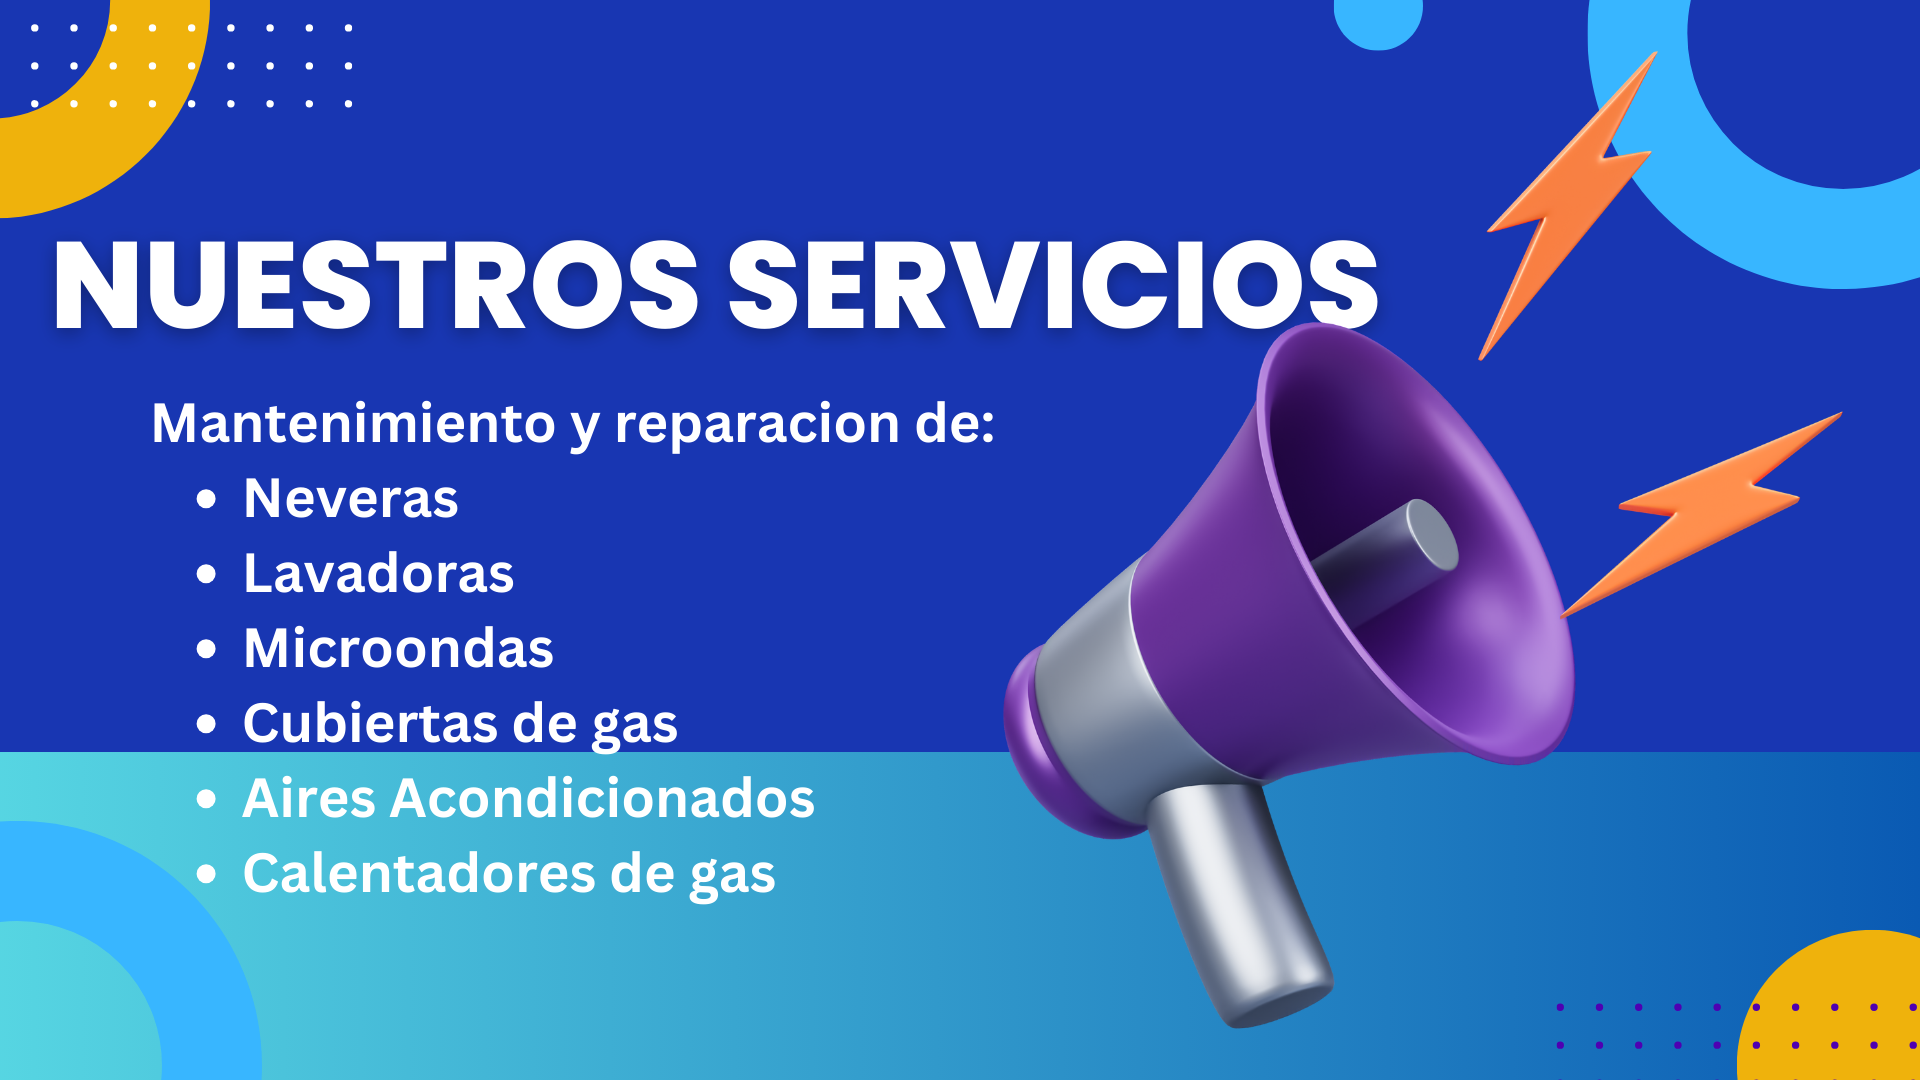 NUESTROS SERVICIOS
Mantenimiento y reparacion de:
• Neveras
• Lavadoras
• Microondas
• Cubiertas de gas
• Aires Acondicionados
• Calentadores de gas